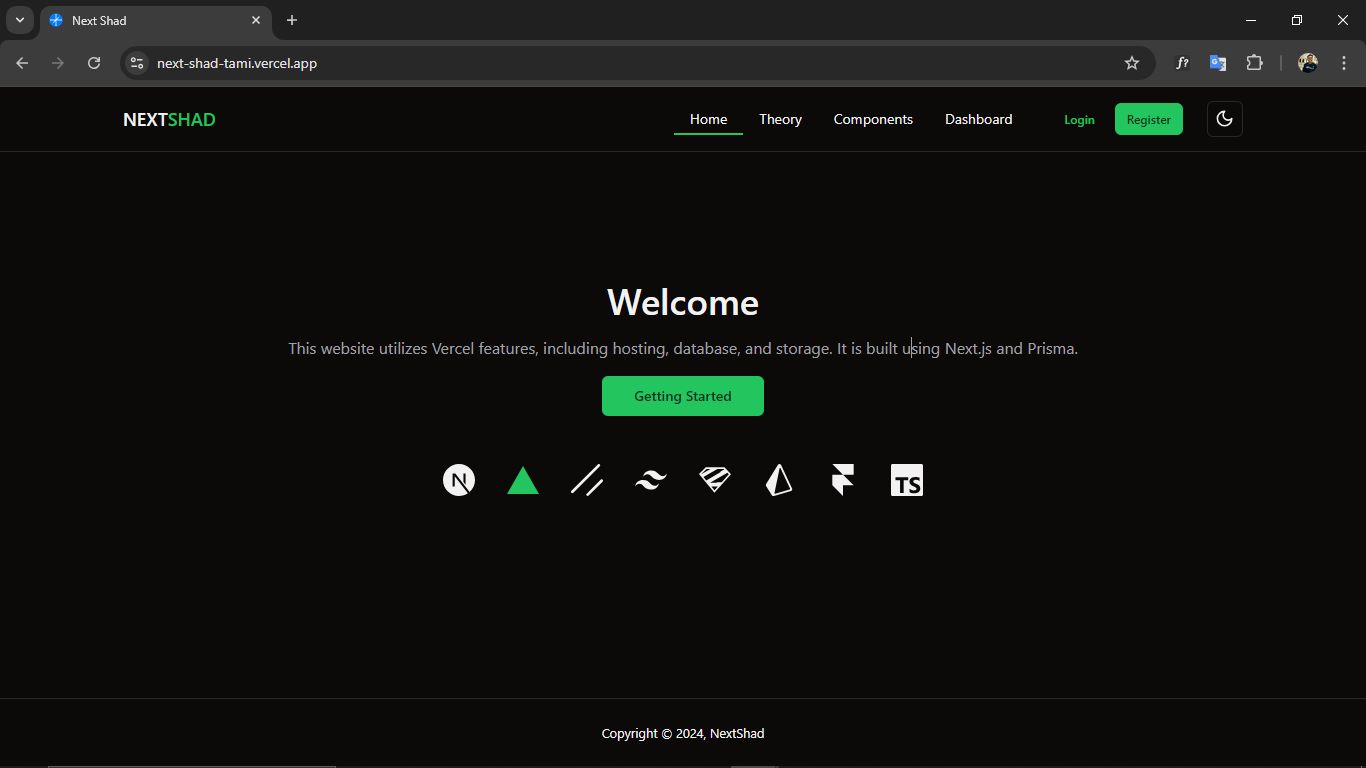 Next Shad
next-shad-tami.vercel.app
f?
NEXTSHAD
Home
Theory
Components
Dashboard
Login
Register
Welcome
This website utilizes Vercel features, including hosting, database, and storage. It is built using Next.js and Prisma.
Getting Started
N
TS
Copyright © 2024, NextShad